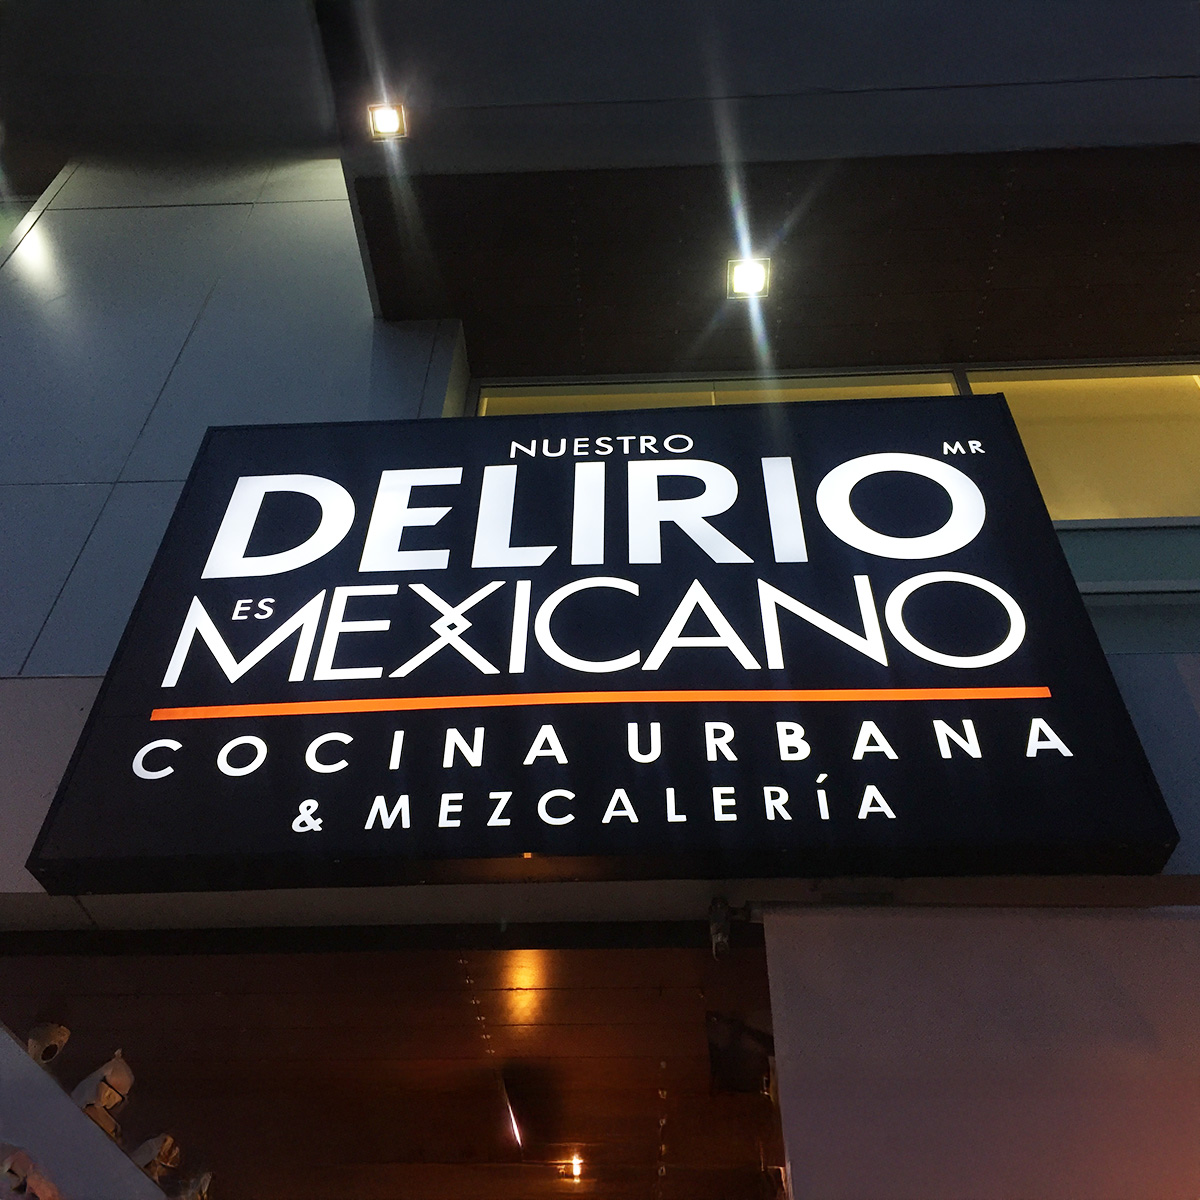 NUESTRO
DELIRIO MR
ES MEXICANO
COCINA URBANA
& MEZCALERÍA